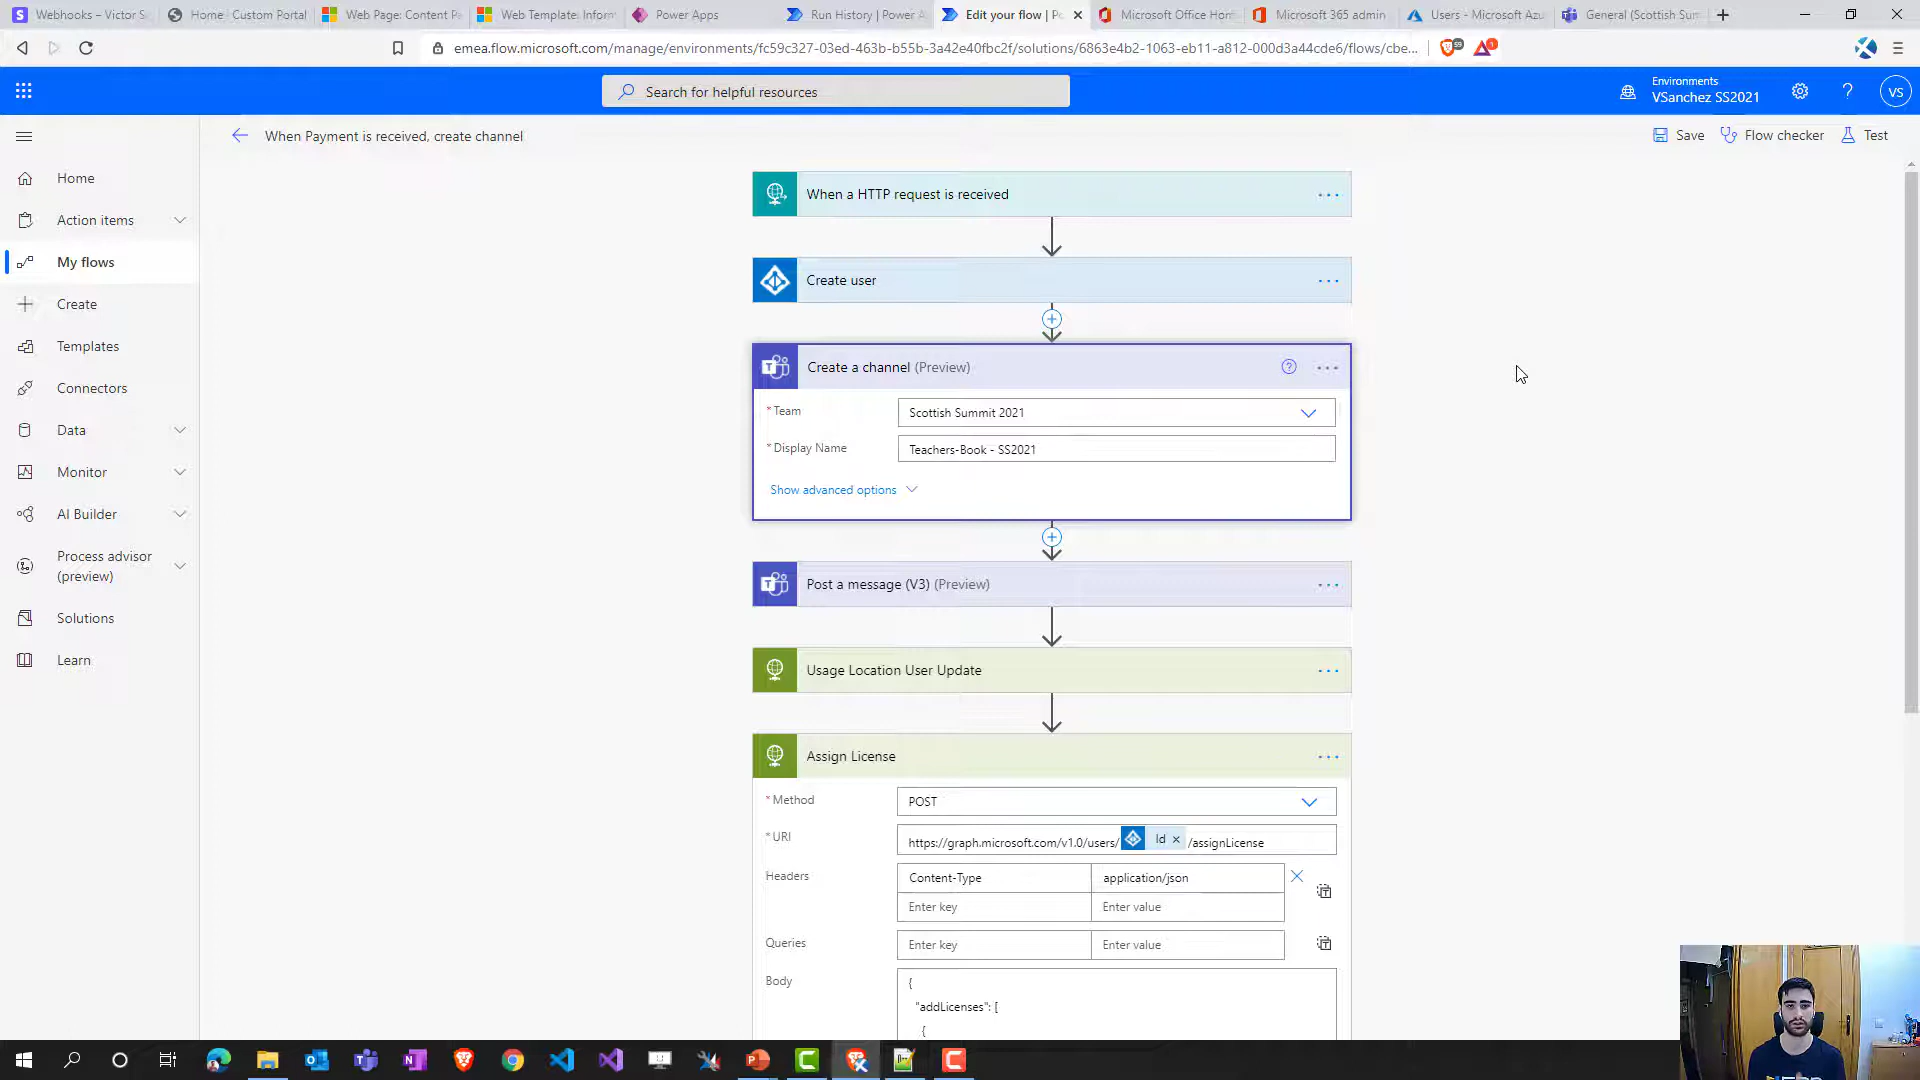 Webhooks – Victor S
Home · Custom Portal
Web Page: Content P
Web Template: Inform
Power Apps
Run History | Power A
Edit your flow | P
Microsoft Office Hom
Microsoft 365 admin
Users - Microsoft Azu
General (Scottish Sum
emea.flow.microsoft.com/manage/environments/fc59c327-03ed-463b-b55b-3a42e40fbc2f/solutions/6863e4b2-1063-eb11-a812-000d3a44cde6/flows/cbe...
Search for helpful resources
Environments
VSanchez SS2021
VS
When Payment is received, create channel
Save
Flow checker
Test
Home
Action items
My flows
Create
Templates
Connectors
Data
Monitor
AI Builder
Process advisor
(preview)
Solutions
Learn
When a HTTP request is received
Create user
Create a channel (Preview)
* Team
Scottish Summit 2021
* Display Name
Teachers-Book - SS2021
Show advanced options
Post a message (V3) (Preview)
Usage Location User Update
Assign License
* Method
POST
* URI
https://graph.microsoft.com/v1.0/users/ Id × /assignLicense
Headers
Content-Type
application/json
Enter key
Enter value
Queries
Enter key
Enter value
Body
{
"addLicenses": [
{